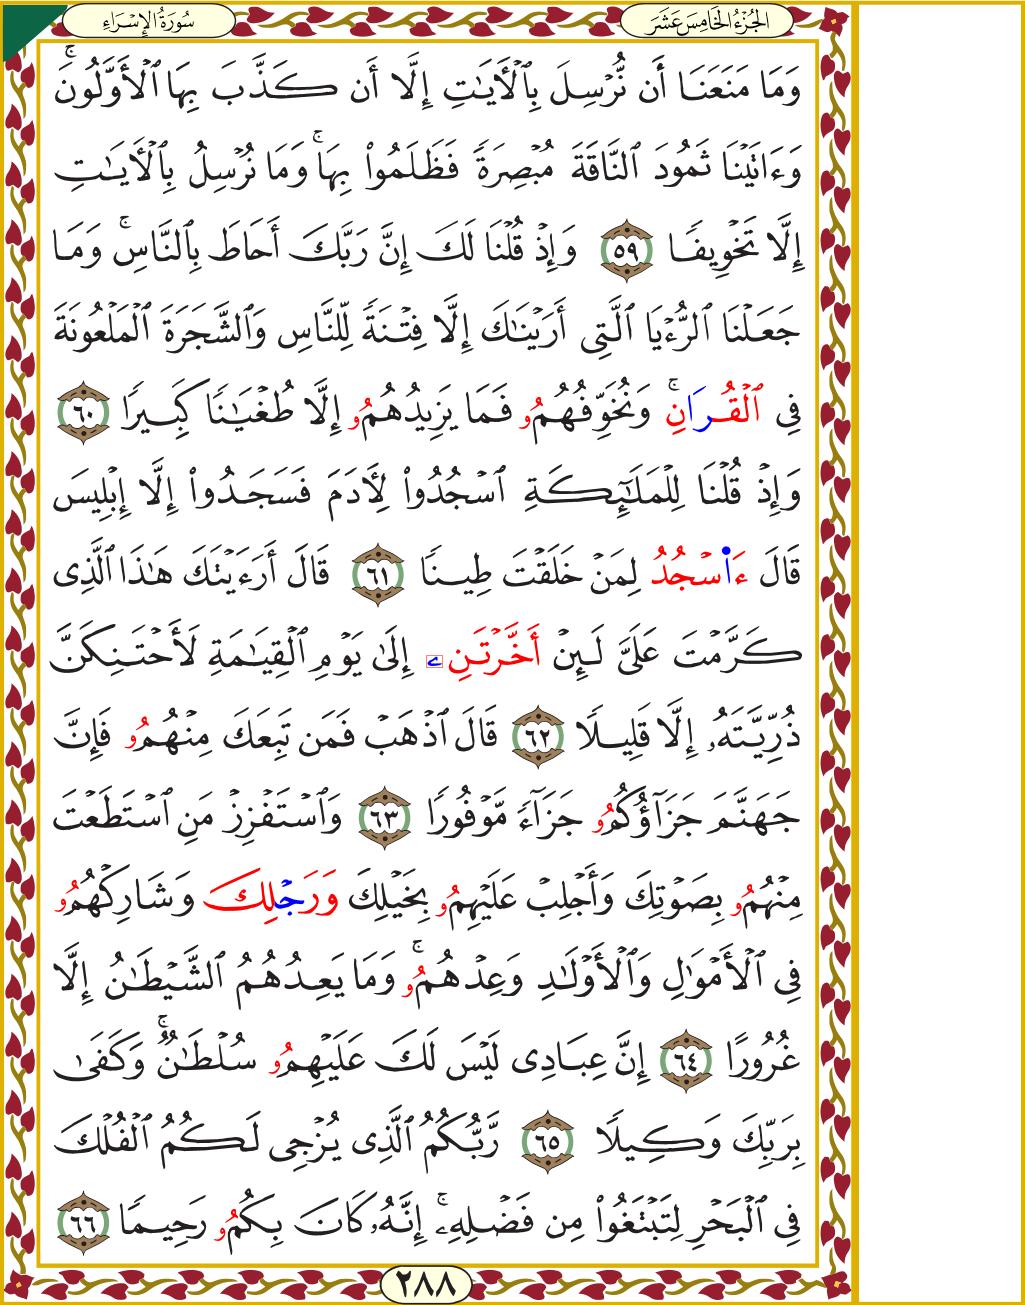 الجُزْءُ الخَامِسَ عَشَرَ
سُورَةُ الإِسْرَاءِ
وَمَا مَنَعَنَا أَن نُّرْسِلَ بِٱلْأَيَٰتِ إِلَّا أَن كَذَّبَ بِهَا ٱلْأَوَّلُونَۚ
وَءَاتَيْنَا ثَمُودَ ٱلنَّاقَةَ مُبْصِرَةً فَظَلَمُوا۟ بِهَاۚ وَمَا نُرْسِلُ بِٱلْأَيَٰتِ
إِلَّا تَخْوِيفًا ٥٩ وَإِذْ قُلْنَا لَكَ إِنَّ رَبَّكَ أَحَاطَ بِٱلنَّاسِۚ وَمَا
جَعَلْنَا ٱلرُّءْيَا ٱلَّتِى أَرَيْنَٰكَ إِلَّا فِتْنَةً لِّلنَّاسِ وَٱلشَّجَرَةَ ٱلْمَلْعُونَةَ
فِى ٱلْقُرَانِۚ وَنُخَوِّفُهُمُۥ فَمَا يَزِيدُهُمُۥ إِلَّا طُغْيَٰنًا كَبِيرًا ٦٠
وَإِذْ قُلْنَا لِلْمَلَٰٓئِكَةِ ٱسْجُدُوا۟ لِأَدَمَ فَسَجَدُوا۟ إِلَّا إِبْلِيسَ
قَالَ ءَا۬سْجُدُ لِمَنْ خَلَقْتَ طِينًا ٦١ قَالَ أَرَءَيْتَكَ هَٰذَا ٱلَّذِى
كَرَّمْتَ عَلَىَّ لَئِنْ أَخَّرْتَنِۦ إِلَىٰ يَوْمِ ٱلْقِيَٰمَةِ لَأَحْتَنِكَنَّ
ذُرِّيَّتَهُۥ إِلَّا قَلِيلًا ٦٢ قَالَ ٱذْهَبْ فَمَن تَبِعَكَ مِنْهُمُۥ فَإِنَّ
جَهَنَّمَ جَزَآؤُكُمُۥ جَزَآءً مَّوْفُورًا ٦٣ وَٱسْتَفْزِزْ مَنِ ٱسْتَطَعْتَ
مِنْهُمُۥ بِصَوْتِكَ وَأَجْلِبْ عَلَيْهِمُۥ بِخَيْلِكَ وَرَجْلِكَ وَشَارِكْهُمُۥ
فِى ٱلْأَمْوَٰلِ وَٱلْأَوْلَٰدِ وَعِدْهُمُۥۚ وَمَا يَعِدُهُمُ ٱلشَّيْطَٰنُ إِلَّا
غُرُورًا ٦٤ إِنَّ عِبَادِى لَيْسَ لَكَ عَلَيْهِمُۥ سُلْطَٰنٌۚ وَكَفَىٰ
بِرَبِّكَ وَكِيلًا ٦٥ رَّبُّكُمُ ٱلَّذِى يُزْجِى لَكُمُ ٱلْفُلْكَ
فِى ٱلْبَحْرِ لِتَبْتَغُوا۟ مِن فَضْلِهِۦۚ إِنَّهُۥ كَانَ بِكُمُۥ رَحِيمًا ٦٦
٢٨٨